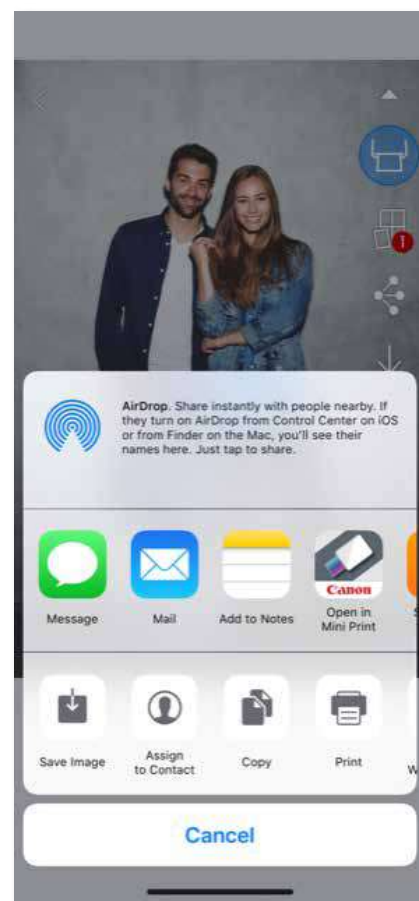 1
AirDrop. Share instantly with people nearby. If
they turn on AirDrop from Control Center on iOS
or from Finder on the Mac, you'll see their
names here. Just tap to share.
Message
Mail
Add to Notes
Canon
Open in
Mini Print
S
Save Image
Assign
to Contact
Copy
Print
W
Cancel